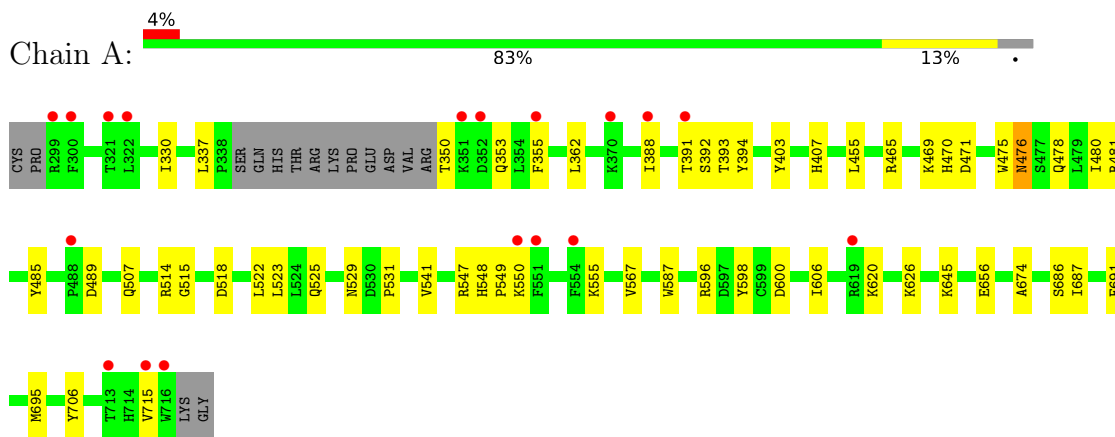 4%
Chain A:
83% 13% •
CYS PRO R299 F300 T321 L322 I330 L337 P338 SER GLN HIS THR ARG LYS PRO GLU ASP VAL ARG T350 K351 D352 Q353 L354 F355 L362 K370 I388 T391 S392 T393 Y394 Y403 H407 L455 R465 K469 H470 D471 W475 N476 S477 Q478 L479 I480
Y485 P488 D489 Q507 R514 G515 D518 L522 L523 L524 Q525 N529 D530 P531 V541 R547 H548 P549 K550 F551 F554 K555 V567 W587 R596 D597 Y598 C599 D600 I606 R619 K620 K626 K645 E656 A674 S686 I687
M695 Y706 T713 H714 V715 W716 LYS GLY